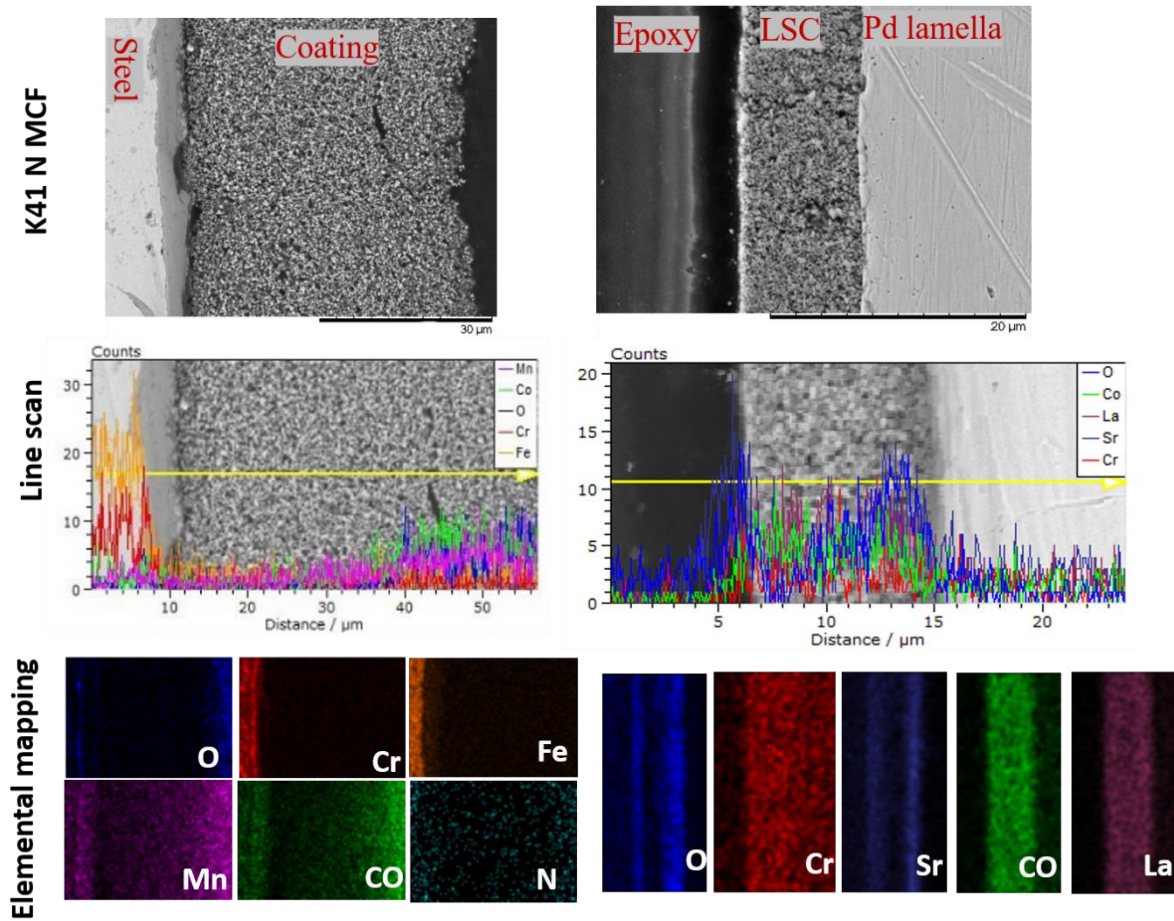 K41 N MCF
Steel
Coating
30 µm
Epoxy
LSC
Pd lamella
20 µm
Line scan
Counts
30
20
10
0
10
20
30
40
50
Distance / µm
Mn
Co
O
Cr
Fe
Counts
20
15
10
5
0
5
10
15
20
Distance / µm
O
Co
La
Sr
Cr
Elemental mapping
O
Cr
Fe
Mn
CO
N
O
Cr
Sr
CO
La